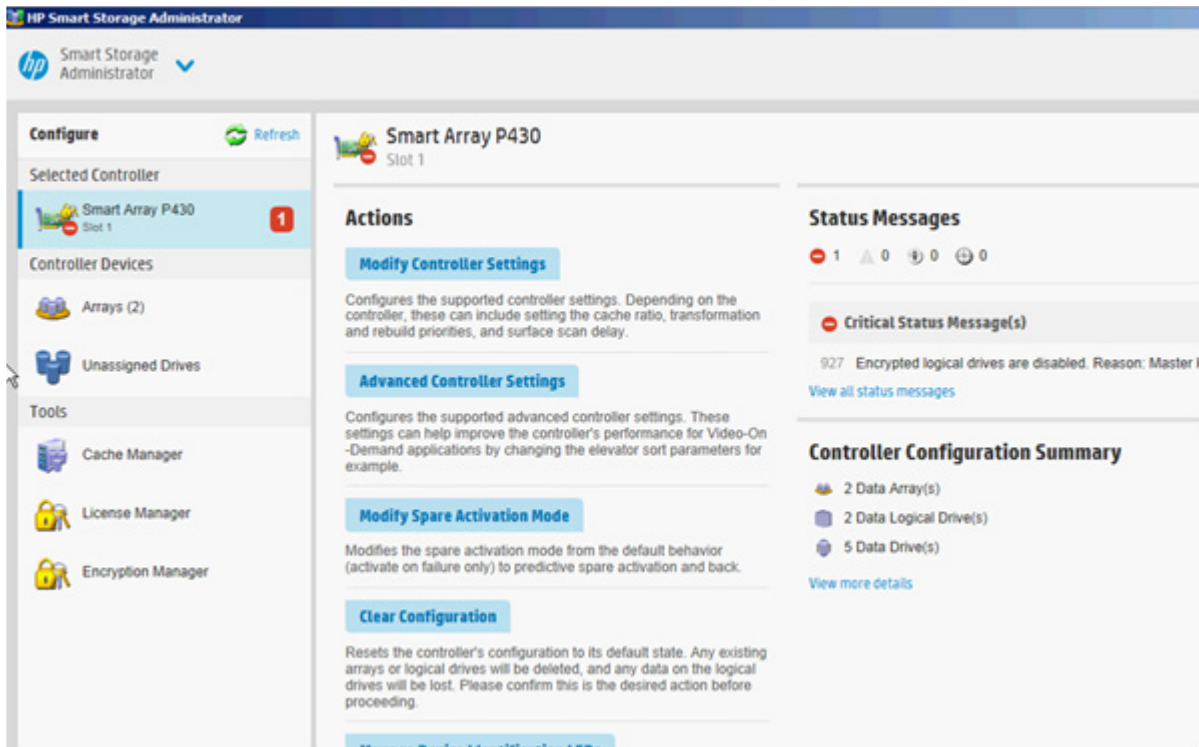 HP Smart Storage Administrator
hp
Smart Storage
Administrator
Configure
Refresh
Selected Controller
Smart Array P430
Slot 1
1
Controller Devices
Arrays (2)
Unassigned Drives
Tools
Cache Manager
License Manager
Encryption Manager
Smart Array P430
Slot 1
Actions
Modify Controller Settings
Configures the supported controller settings. Depending on the
controller, these can include setting the cache ratio, transformation
and rebuild priorities, and surface scan delay.
Advanced Controller Settings
Configures the supported advanced controller settings. These
settings can help improve the controller's performance for Video-On
-Demand applications by changing the elevator sort parameters for
example.
Modify Spare Activation Mode
Modifies the spare activation mode from the default behavior
(activate on failure only) to predictive spare activation and back.
Clear Configuration
Resets the controller's configuration to its default state. Any existing
arrays or logical drives will be deleted, and any data on the logical
drives will be lost. Please confirm this is the desired action before
proceeding.
Status Messages
1 0 0 0
Critical Status Message(s)
927 Encrypted logical drives are disabled. Reason: Master
View all status messages
Controller Configuration Summary
2 Data Array(s)
2 Data Logical Drive(s)
5 Data Drive(s)
View more details